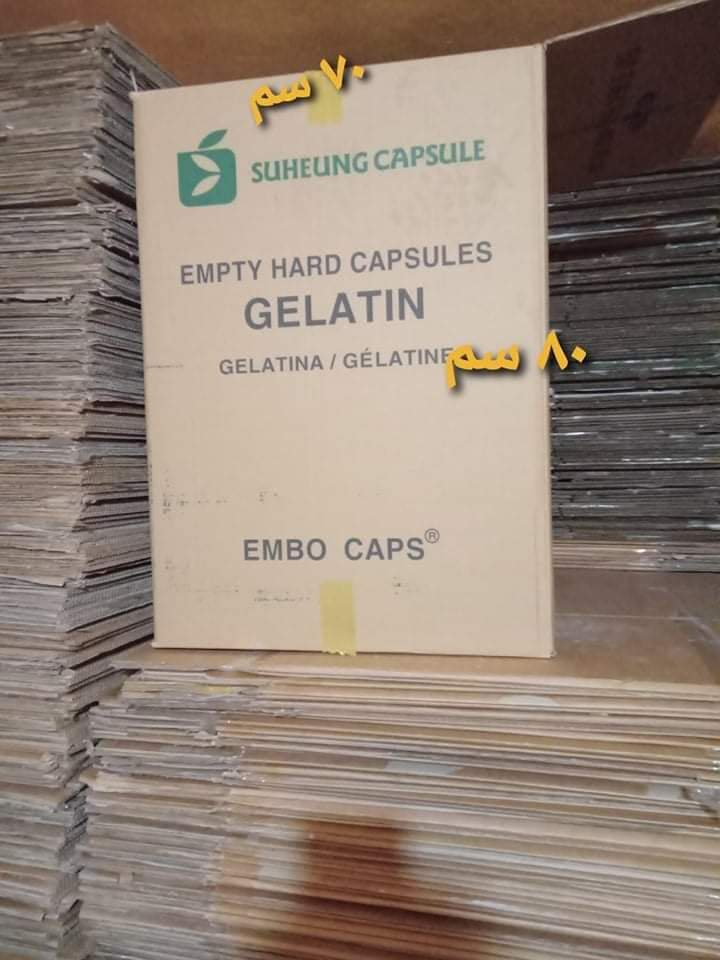 ٧٠ سم
SUHEUNG CAPSULE
EMPTY HARD CAPSULES
GELATIN
GELATINA / GÉLATINE
٨٠ سم
EMBO CAPS®